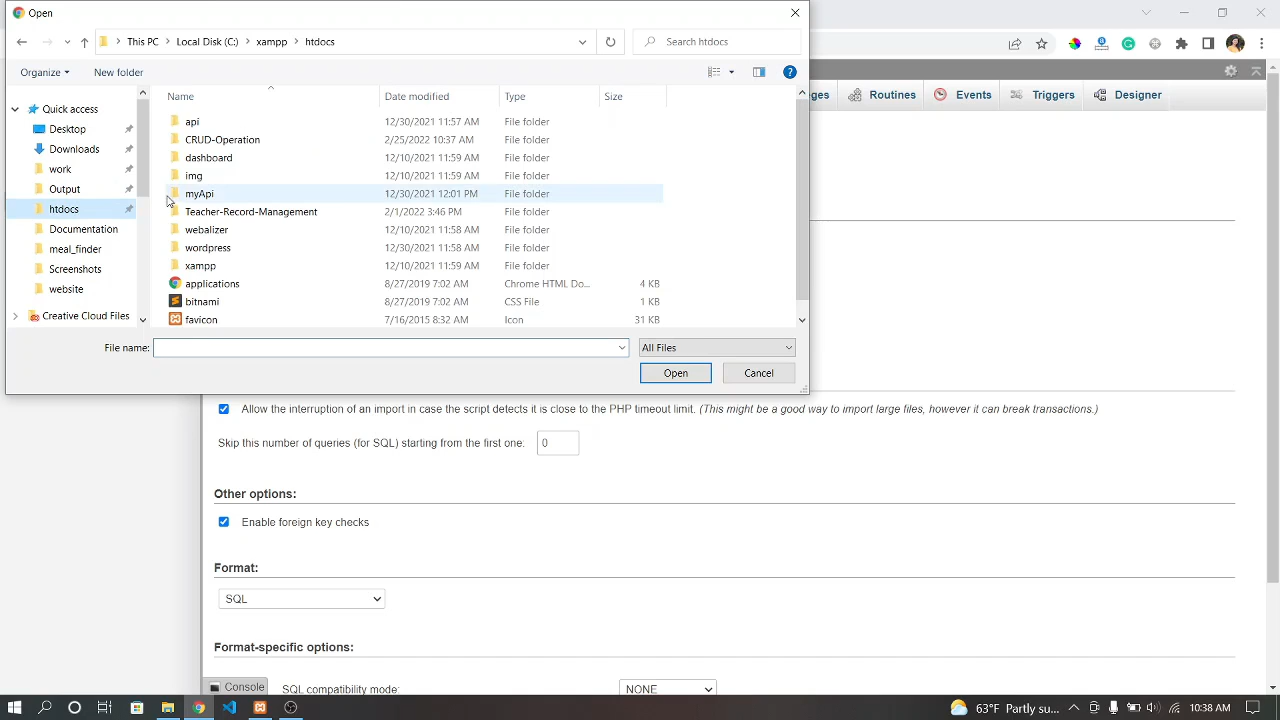 Open
This PC > Local Disk (C:) > xampp > htdocs
Search htdocs
Organize
New folder
Name
Date modified
Type
Size
Quick access
Desktop
Downloads
work
Output
htdocs
Documentation
meal_finder
Screenshots
website
Creative Cloud Files
api 12/30/2021 11:57 AM File folder
CRUD-Operation 2/25/2022 10:37 AM File folder
dashboard 12/10/2021 11:59 AM File folder
img 12/10/2021 11:59 AM File folder
myApi 12/30/2021 12:01 PM File folder
Teacher-Record-Management 2/1/2022 3:46 PM File folder
webalizer 12/10/2021 11:58 AM File folder
wordpress 12/30/2021 11:58 AM File folder
xampp 12/10/2021 11:59 AM File folder
applications 8/27/2019 7:02 AM Chrome HTML Do... 4 KB
bitnami 8/27/2019 7:02 AM CSS File 1 KB
favicon 7/16/2015 8:32 AM Icon 31 KB
File name:
All Files
Open
Cancel
ges
Routines
Events
Triggers
Designer
Allow the interruption of an import in case the script detects it is close to the PHP timeout limit. (This might be a good way to import large files, however it can break transactions.)
Skip this number of queries (for SQL) starting from the first one: 0
Other options:
Enable foreign key checks
Format:
SQL
Format-specific options:
Console
SQL compatibility mode: NONE
63°F Partly su...
10:38 AM